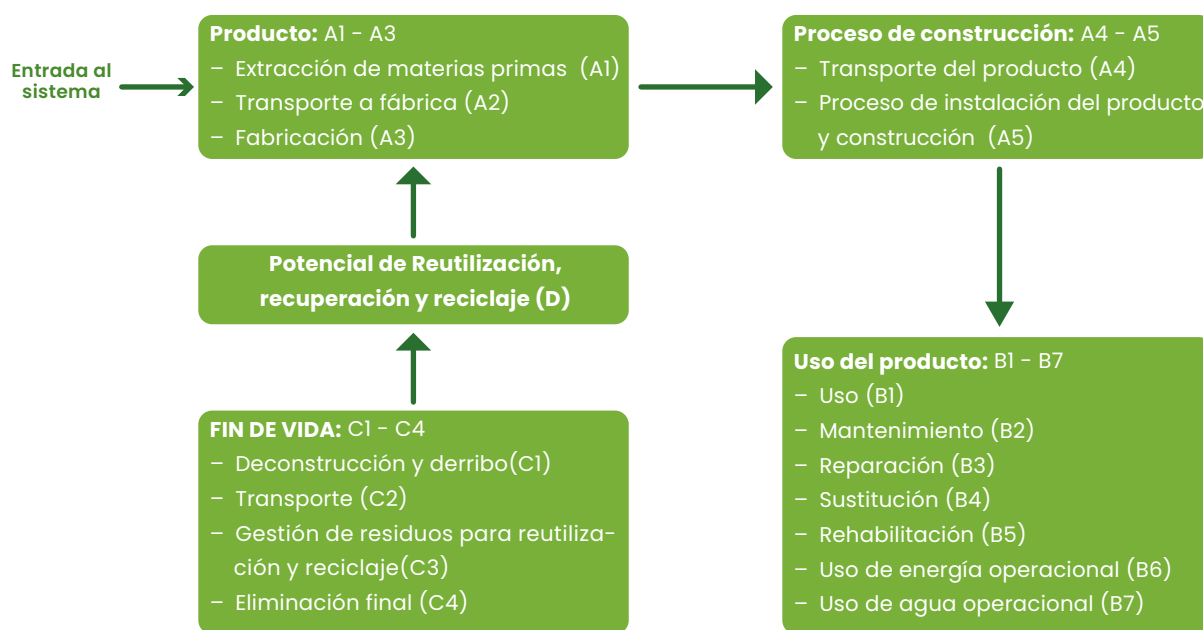 Entrada al
sistema
Producto: A1 - A3
– Extracción de materias primas (A1)
– Transporte a fábrica (A2)
– Fabricación (A3)
Proceso de construcción: A4 - A5
– Transporte del producto (A4)
– Proceso de instalación del producto
y construcción (A5)
Potencial de Reutilización,
recuperación y reciclaje (D)
FIN DE VIDA: C1 - C4
– Deconstrucción y derribo(C1)
– Transporte (C2)
– Gestión de residuos para reutiliza-
ción y reciclaje(C3)
– Eliminación final (C4)
Uso del producto: B1 - B7
– Uso (B1)
– Mantenimiento (B2)
– Reparación (B3)
– Sustitución (B4)
– Rehabilitación (B5)
– Uso de energía operacional (B6)
– Uso de agua operacional (B7)